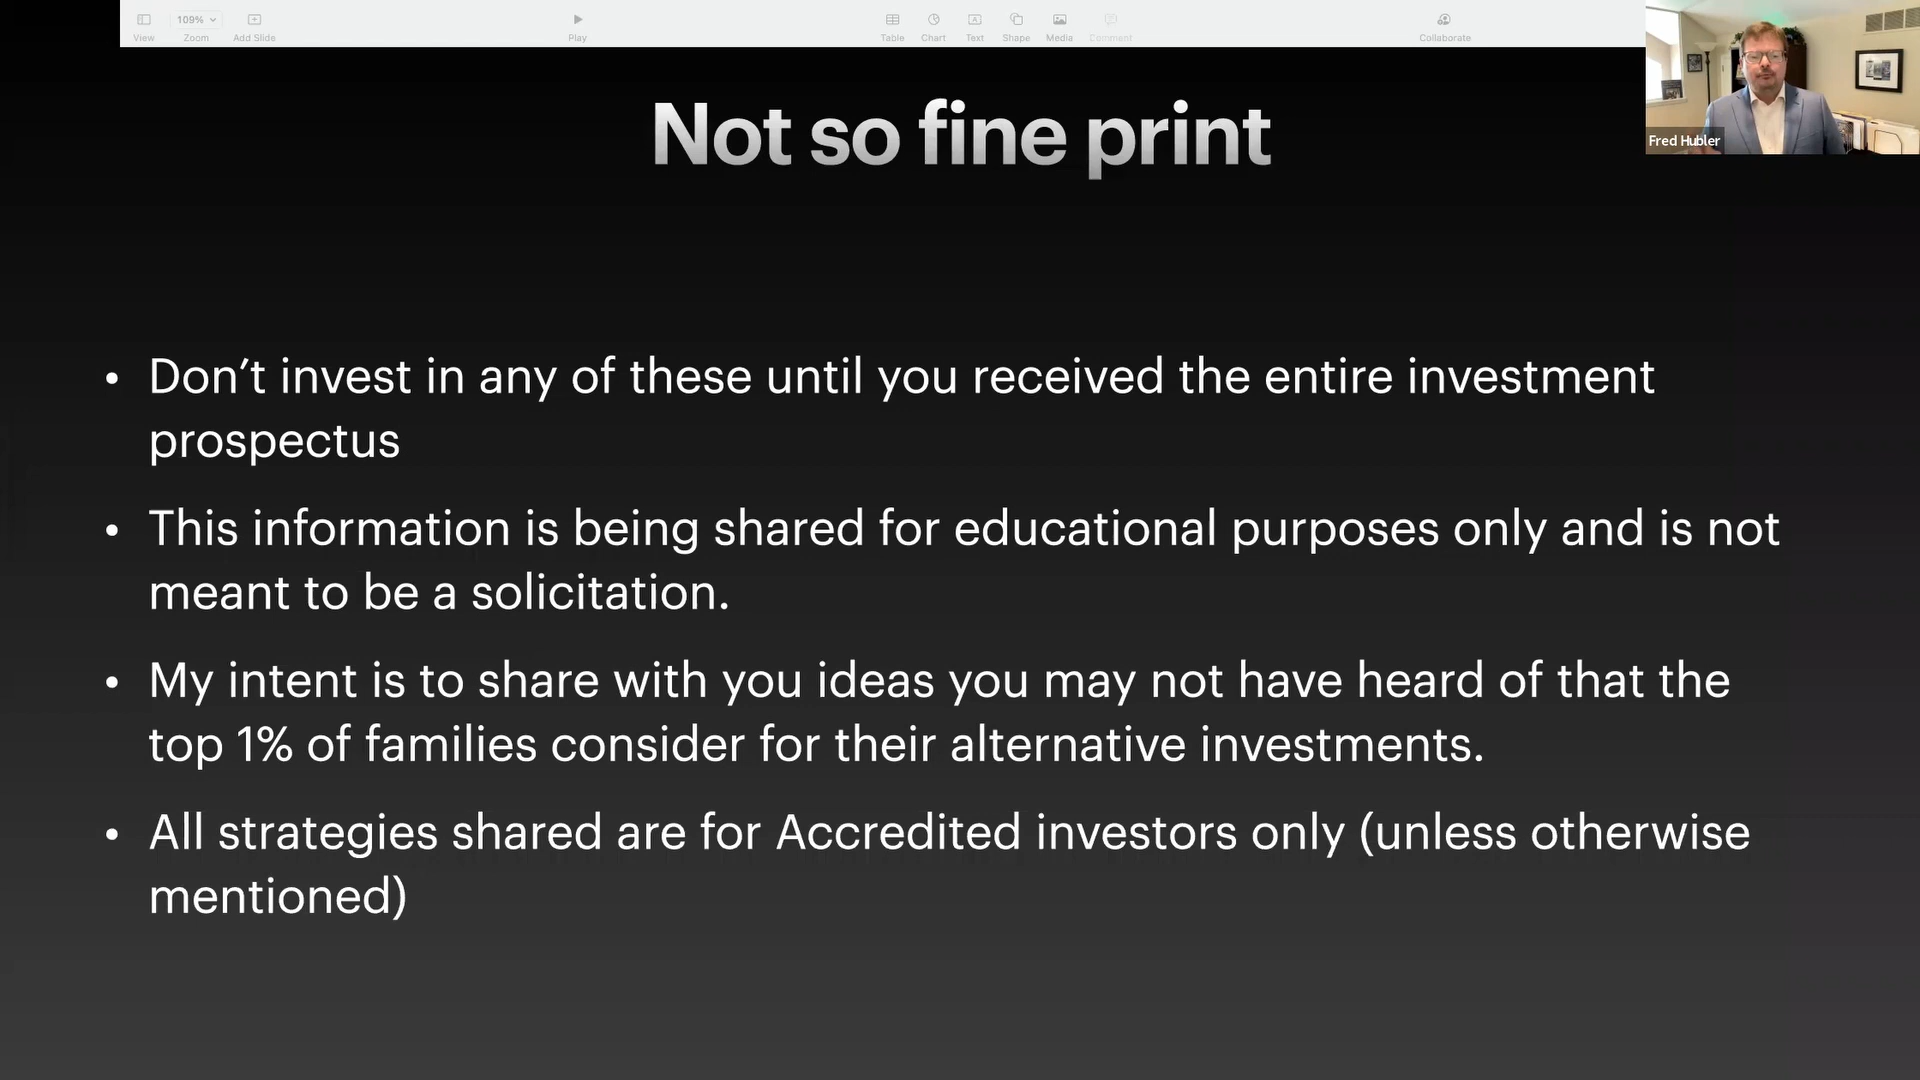 View
109%
Zoom
Add Slide
Play
Table
Chart
Text
Shape
Media
Comment
Collaborate
Fred Hubler
Not so fine print
• Don’t invest in any of these until you received the entire investment
prospectus
• This information is being shared for educational purposes only and is not
meant to be a solicitation.
• My intent is to share with you ideas you may not have heard of that the
top 1% of families consider for their alternative investments.
• All strategies shared are for Accredited investors only (unless otherwise
mentioned)